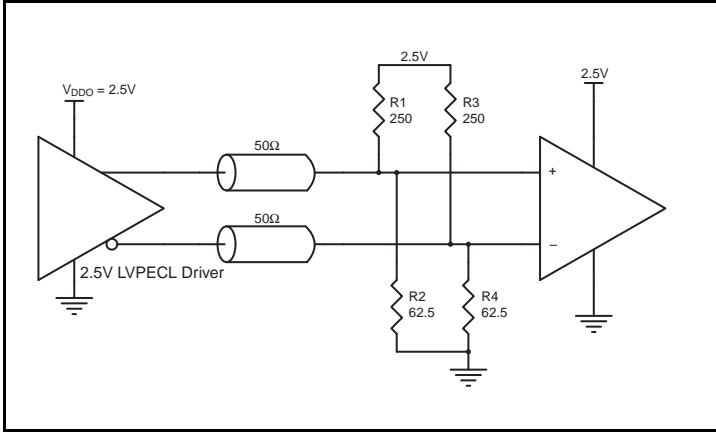 2.5V
V_DDO = 2.5V
2.5V
R1
250
R3
250
50Ω
+
50Ω
−
2.5V LVPECL Driver
R2
62.5
R4
62.5